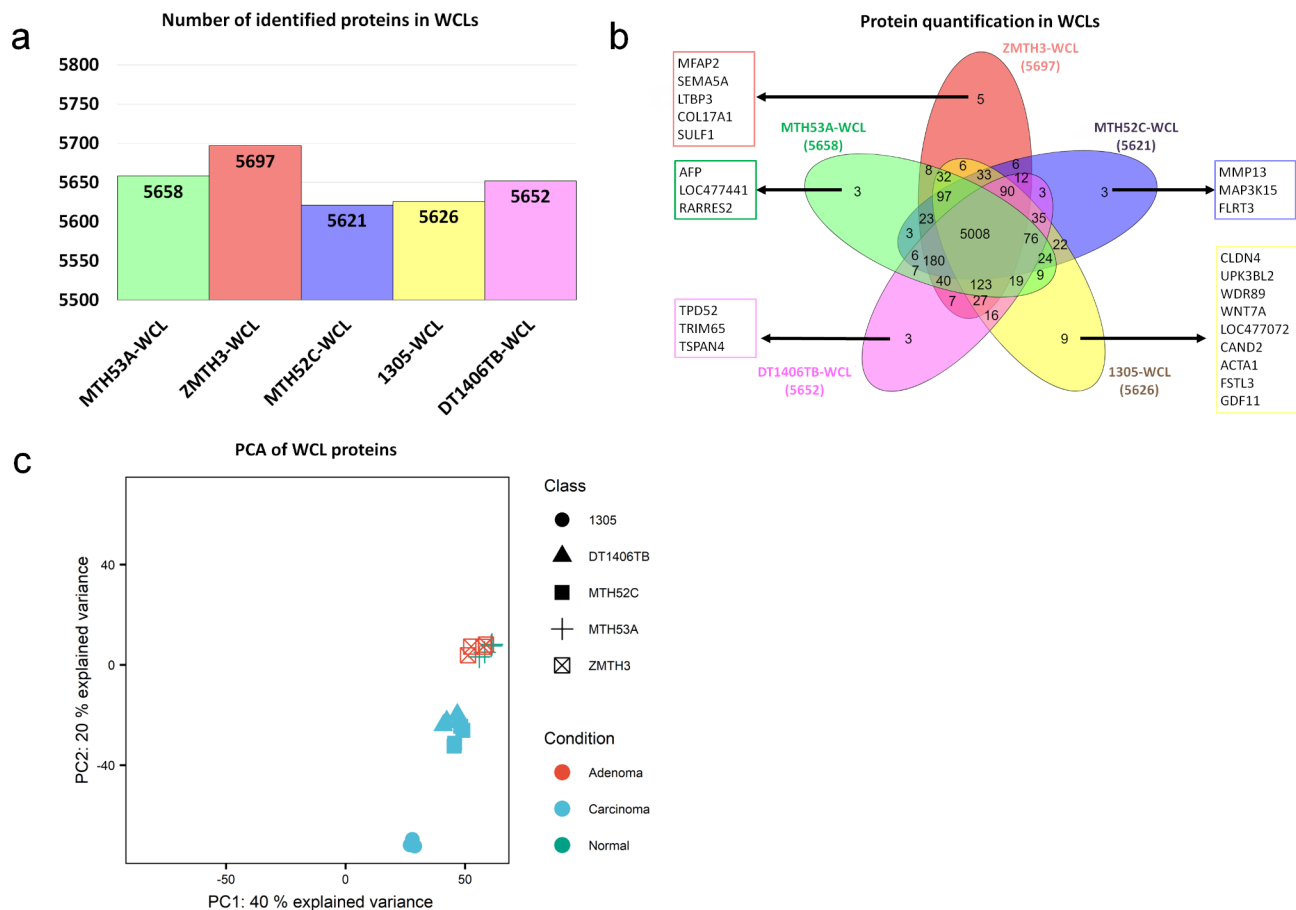 a
Number of identified proteins in WCLs
5800
5750
5700
5650
5600
5550
5500
5658
5697
5621
5626
5652
MTH53A-WCL
ZMTH3-WCL
MTH52C-WCL
1305-WCL
DT1406TB-WCL
b
Protein quantification in WCLs
ZMTH3-WCL
(5697)
MFAP2
SEMA5A
LTBP3
COL17A1
SULF1
MTH53A-WCL
(5658)
AFP
LOC477441
RARRES2
MTH52C-WCL
(5621)
MMP13
MAP3K15
FLRT3
TPD52
TRIM65
TSPAN4
DT1406TB-WCL
(5652)
1305-WCL
(5626)
CLDN4
UPK3BL2
WDR89
WNT7A
LOC477072
CAND2
ACTA1
FSTL3
GDF11
5
8
6
6
32
33
12
3
97
90
3
3
23
35
3
5008
76
22
6
180
24
7
40
123
19
9
7
27
16
3
9
c
PCA of WCL proteins
PC2: 20 % explained variance
40
0
-40
-50
0
50
PC1: 40 % explained variance
Class
1305
DT1406TB
MTH52C
MTH53A
ZMTH3
Condition
Adenoma
Carcinoma
Normal